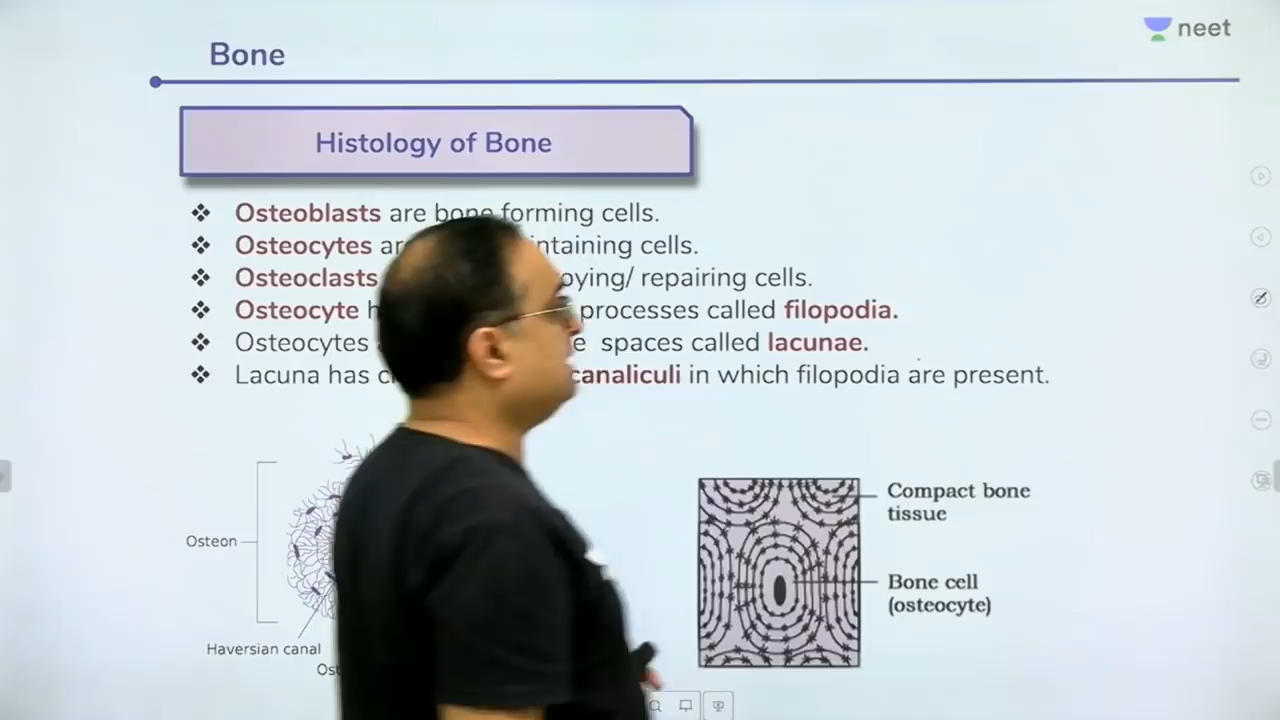 neet
Bone
Histology of Bone
Osteoblasts are bone forming cells.
Osteocytes intaining cells.
Osteoclasts oying/ repairing cells.
Osteocyte processes called filopodia.
Osteocytes spaces called lacunae.
Lacuna has canaliculi in which filopodia are present.
Compact bone
tissue
Osteon
Bone cell
(osteocyte)
Haversian canal